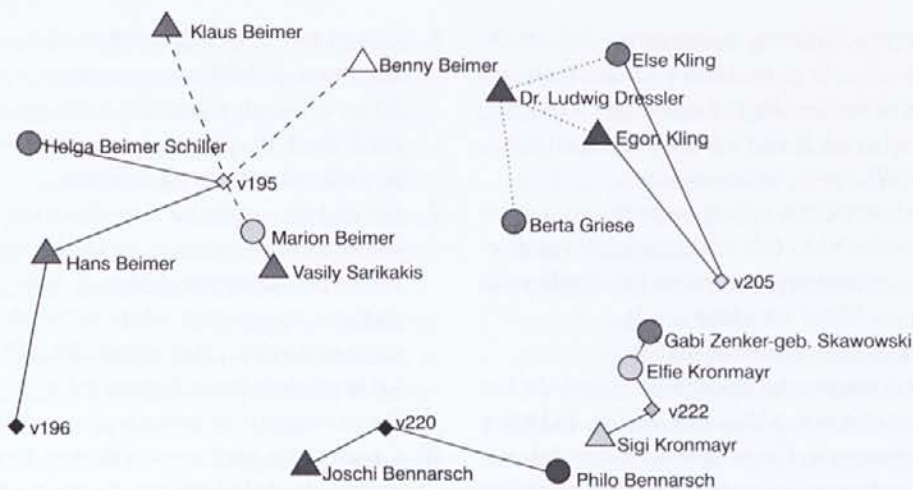 Klaus Beimer
Benny Beimer
Else Kling
Dr. Ludwig Dressler
Egon Kling
Helga Beimer Schiller
v195
Berta Griese
Marion Beimer
Hans Beimer
Vasily Sarikakis
v205
Gabi Zenker-geb. Skawowski
Elfie Kronmayr
v222
v196
v220
Sigi Kronmayr
Joschi Bennarsch
Philo Bennarsch